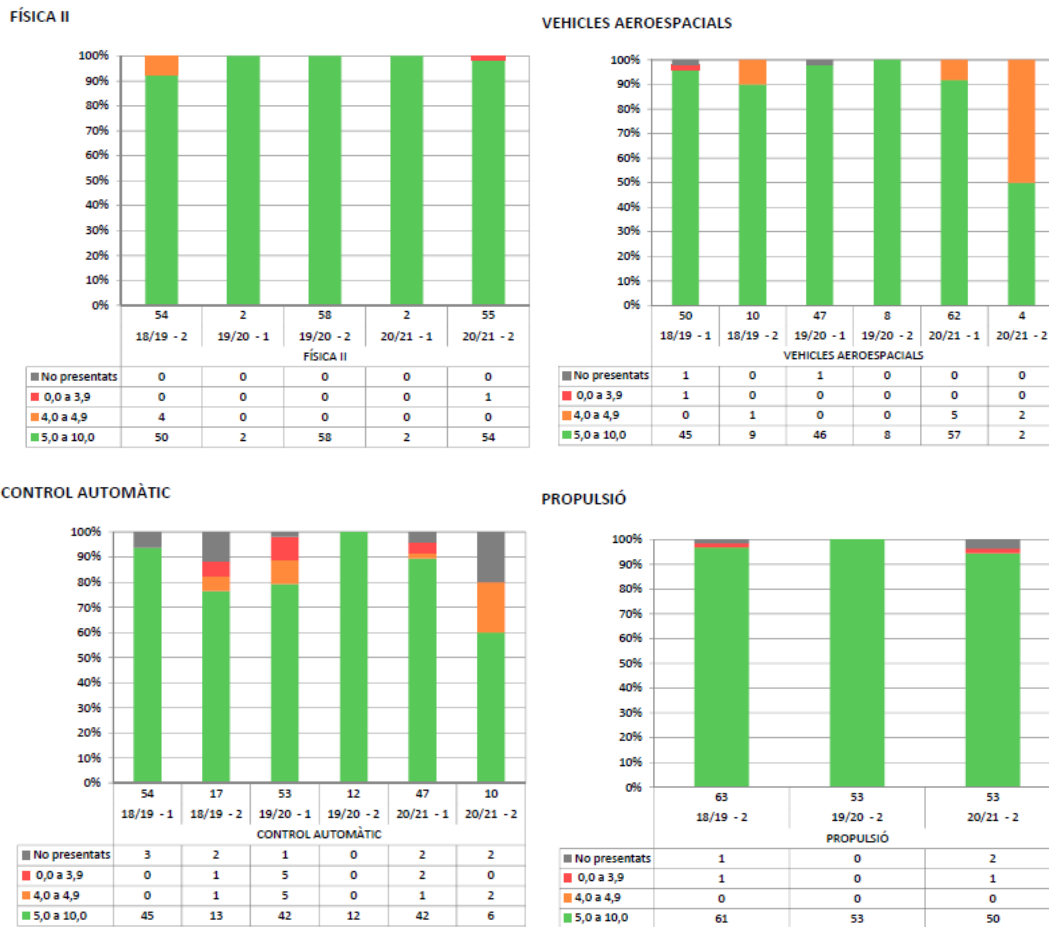 FÍSICA II
100%
90%
80%
70%
60%
50%
40%
30%
20%
10%
0%
54 2 58 2 55
18/19 - 2 19/20 - 1 19/20 - 2 20/21 - 1 20/21 - 2
FÍSICA II
No presentats 0 0 0 0 0
0,0 a 3,9 0 0 0 0 1
4,0 a 4,9 4 0 0 0 0
5,0 a 10,0 50 2 58 2 54
VEHICLES AEROESPACIALS
100%
90%
80%
70%
60%
50%
40%
30%
20%
10%
0%
50 10 47 8 62 4
18/19 - 1 18/19 - 2 19/20 - 1 19/20 - 2 20/21 - 1 20/21 - 2
VEHICLES AEROESPACIALS
No presentats 1 0 1 0 0 0
0,0 a 3,9 1 0 0 0 0 0
4,0 a 4,9 0 1 0 0 5 2
5,0 a 10,0 45 9 46 8 57 2
CONTROL AUTOMÀTIC
100%
90%
80%
70%
60%
50%
40%
30%
20%
10%
0%
54 17 53 12 47 10
18/19 - 1 18/19 - 2 19/20 - 1 19/20 - 2 20/21 - 1 20/21 - 2
CONTROL AUTOMÀTIC
No presentats 3 2 1 0 2 2
0,0 a 3,9 0 1 5 0 2 0
4,0 a 4,9 0 1 5 0 1 2
5,0 a 10,0 45 13 42 12 42 6
PROPULSIÓ
100%
90%
80%
70%
60%
50%
40%
30%
20%
10%
0%
63 53 53
18/19 - 2 19/20 - 2 20/21 - 2
PROPULSIÓ
No presentats 1 0 2
0,0 a 3,9 1 0 1
4,0 a 4,9 0 0 0
5,0 a 10,0 61 53 50